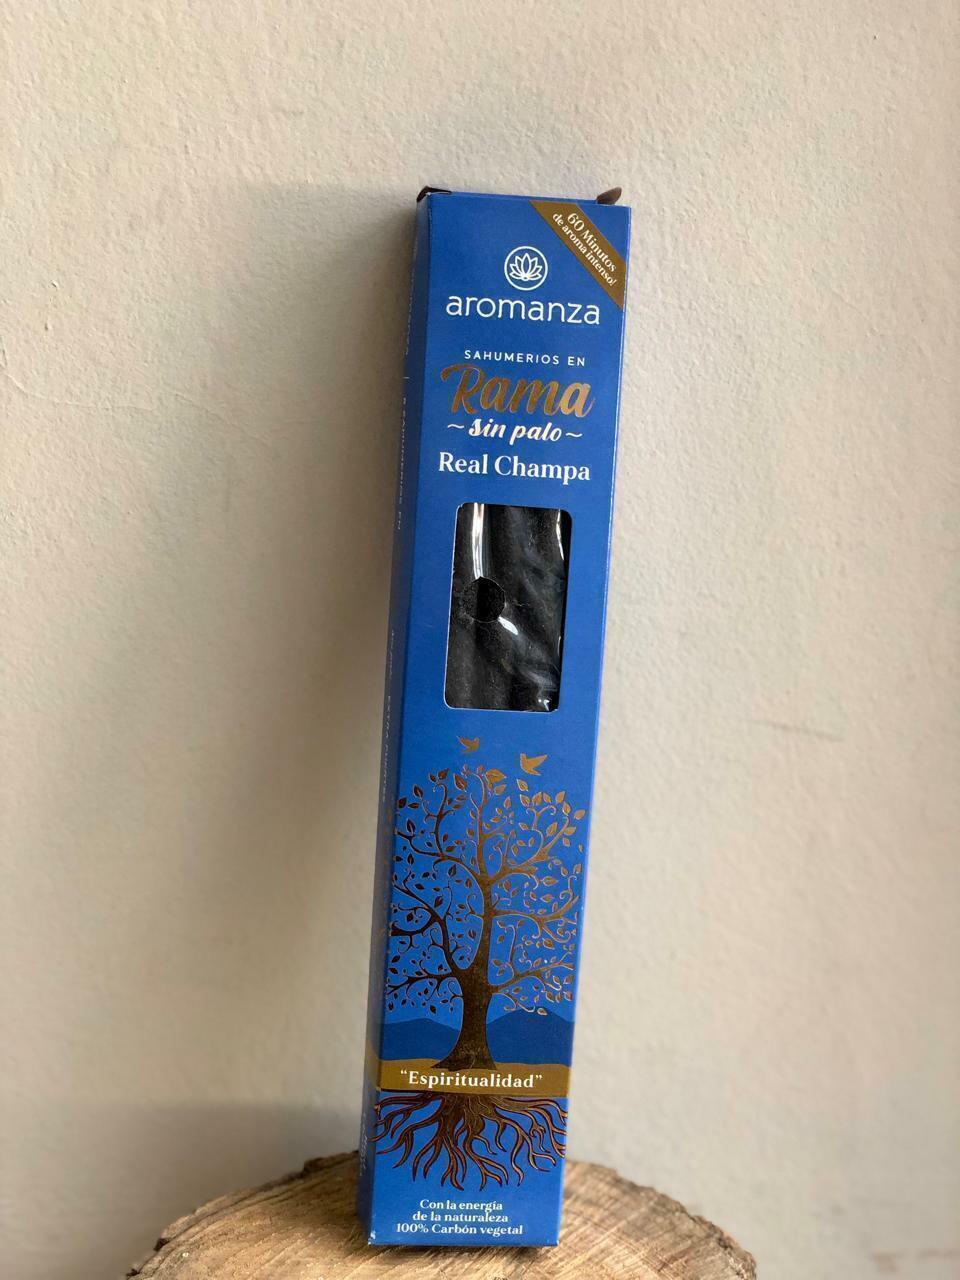 60 Minutos
de aroma intenso!
aromanza
SAHUMERIOS EN
Rama
~ sin palo ~
Real Champa
"Espiritualidad"
Con la energía
de la naturaleza
100% Carbón vegetal